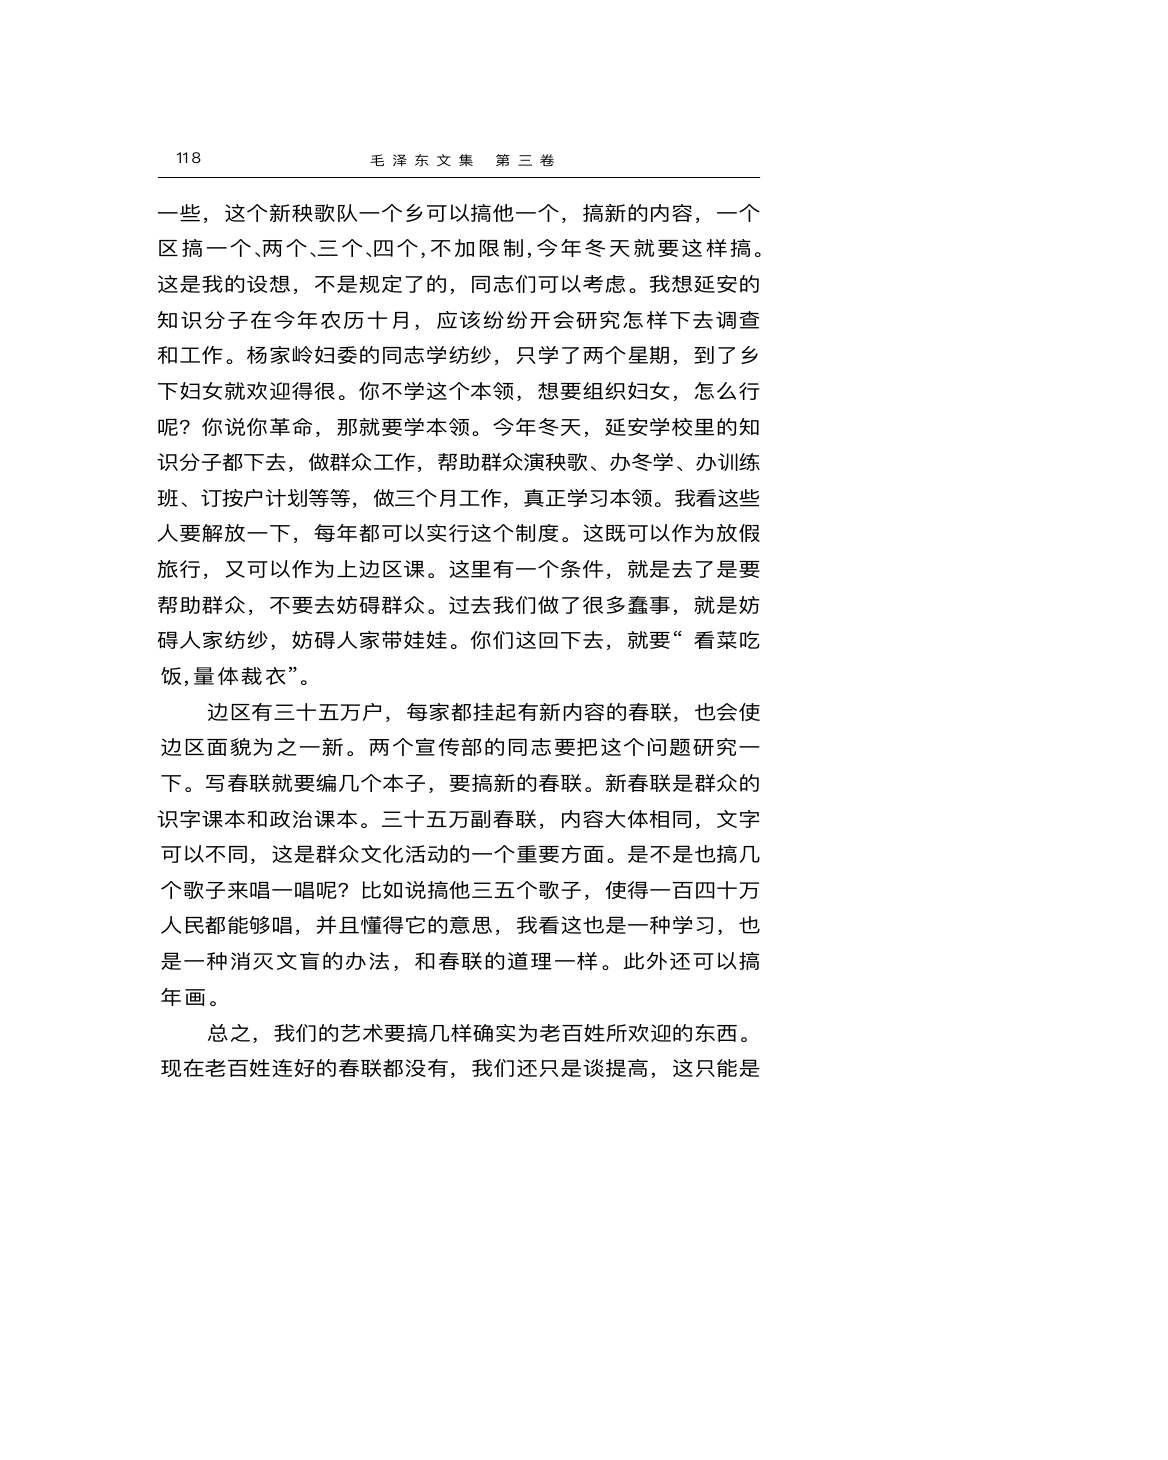 118
毛泽东文集 第三卷
一些，这个新秧歌队一个乡可以搞他一个，搞新的内容，一个
区搞一个、两个、三个、四个，不加限制，今年冬天就要这样搞。
这是我的设想，不是规定了的，同志们可以考虑。我想延安的
知识分子在今年农历十月，应该纷纷开会研究怎样下去调查
和工作。杨家岭妇委的同志学纺纱，只学了两个星期，到了乡
下妇女就欢迎得很。你不学这个本领，想要组织妇女，怎么行
呢？你说你革命，那就要学本领。今年冬天，延安学校里的知
识分子都下去，做群众工作，帮助群众演秧歌、办冬学、办训练
班、订按户计划等等，做三个月工作，真正学习本领。我看这些
人要解放一下，每年都可以实行这个制度。这既可以作为放假
旅行，又可以作为上边区课。这里有一个条件，就是去了是要
帮助群众，不要去妨碍群众。过去我们做了很多蠢事，就是妨
碍人家纺纱，妨碍人家带娃娃。你们这回下去，就要“看菜吃
饭，量体裁衣”。
边区有三十五万户，每家都挂起有新内容的春联，也会使
边区面貌为之一新。两个宣传部的同志要把这个问题研究一
下。写春联就要编几个本子，要搞新的春联。新春联是群众的
识字课本和政治课本。三十五万副春联，内容大体相同，文字
可以不同，这是群众文化活动的一个重要方面。是不是也搞几
个歌子来唱一唱呢？比如说搞他三五个歌子，使得一百四十万
人民都能够唱，并且懂得它的意思，我看这也是一种学习，也
是一种消灭文盲的办法，和春联的道理一样。此外还可以搞
年画。
总之，我们的艺术要搞几样确实为老百姓所欢迎的东西。
现在老百姓连好的春联都没有，我们还只是谈提高，这只能是